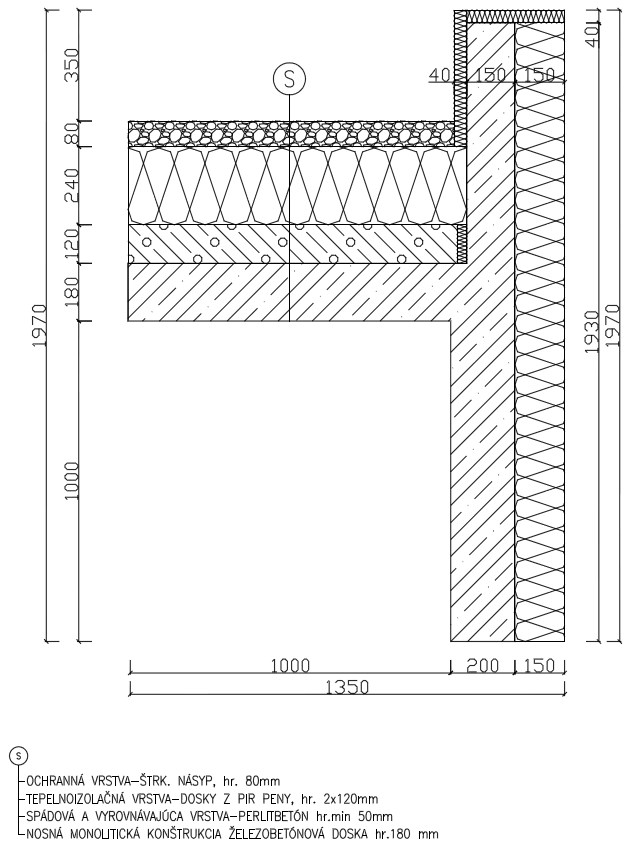 350
80
240
120
180
1970
1000
S
40
150
150
40
1930
1970
1000
200
150
1350
S
OCHRANNÁ VRSTVA-ŠTRK. NÁSYP, hr. 80mm
TEPELNOIZOLAČNÁ VRSTVA-DOSKY Z PIR PENY, hr. 2x120mm
SPÁDOVÁ A VYROVNÁVAJÚCA VRSTVA-PERLITBETÓN hr.min 50mm
NOSNÁ MONOLITICKÁ KONŠTRUKCIA ŽELEZOBETÓNOVÁ DOSKA hr.180 mm